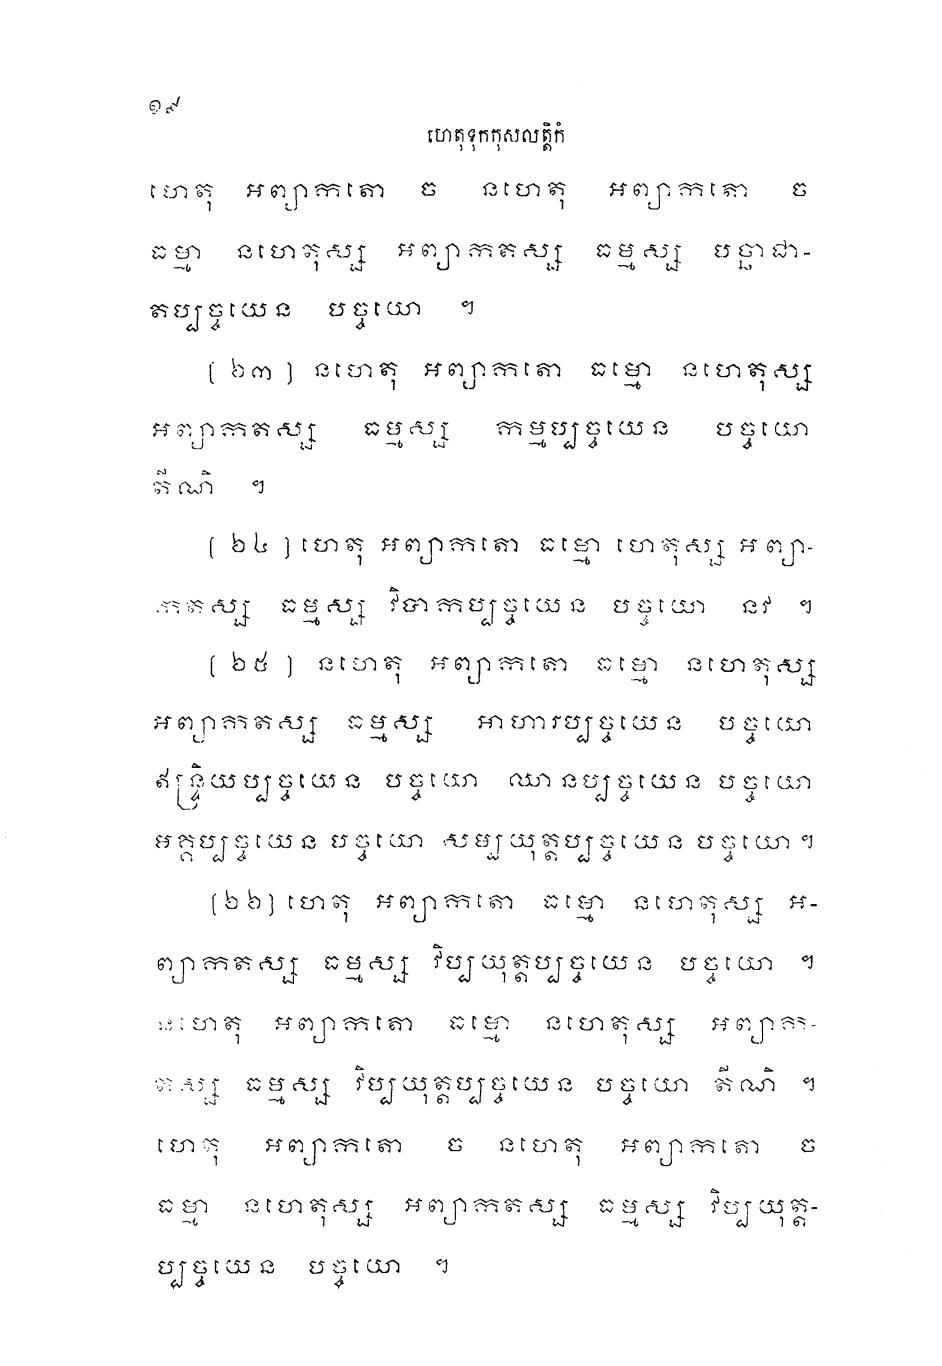 ១៩
ហេតុទុកកុសលត្តិកំ
ហេតុ អព្យាកតោ ច នហេតុ អព្យាកតោ ច
ធម្មា នហេតុស្ស អព្យាកតស្ស ធម្មស្ស បច្ឆាជា-
តប្បច្ចយេន បច្ចយោ ។
[ ២៣ ] នហេតុ អព្យាកតោ ធម្មោ នហេតុស្ស
អព្យាកតស្ស ធម្មស្ស កម្មប្បច្ចយេន បច្ចយោ
តីណិ ។
[ ២៤ ] ហេតុ អព្យាកតោ ធម្មោ ហេតុស្ស អព្យា-
កតស្ស ធម្មស្ស វិបាកប្បច្ចយេន បច្ចយោ នវ ។
[ ២៥ ] នហេតុ អព្យាកតោ ធម្មោ នហេតុស្ស
អព្យាកតស្ស ធម្មស្ស អាហារប្បច្ចយេន បច្ចយោ
ឥន្ទ្រិយប្បច្ចយេន បច្ចយោ ឈានប្បច្ចយេន បច្ចយោ
មគ្គប្បច្ចយេន បច្ចយោ សម្បយុត្តប្បច្ចយេន បច្ចយោ ។
[២៦] ហេតុ អព្យាកតោ ធម្មោ នហេតុស្ស អ-
ព្យាកតស្ស ធម្មស្ស វិប្បយុត្តប្បច្ចយេន បច្ចយោ ។
នហេតុ អព្យាកតោ ធម្មោ នហេតុស្ស អព្យាក-
តស្ស ធម្មស្ស វិប្បយុត្តប្បច្ចយេន បច្ចយោ តីណិ ។
ហេតុ អព្យាកតោ ច នហេតុ អព្យាកតោ ច
ធម្មា នហេតុស្ស អព្យាកតស្ស ធម្មស្ស វិប្បយុត្ត-
ប្បច្ចយេន បច្ចយោ ។